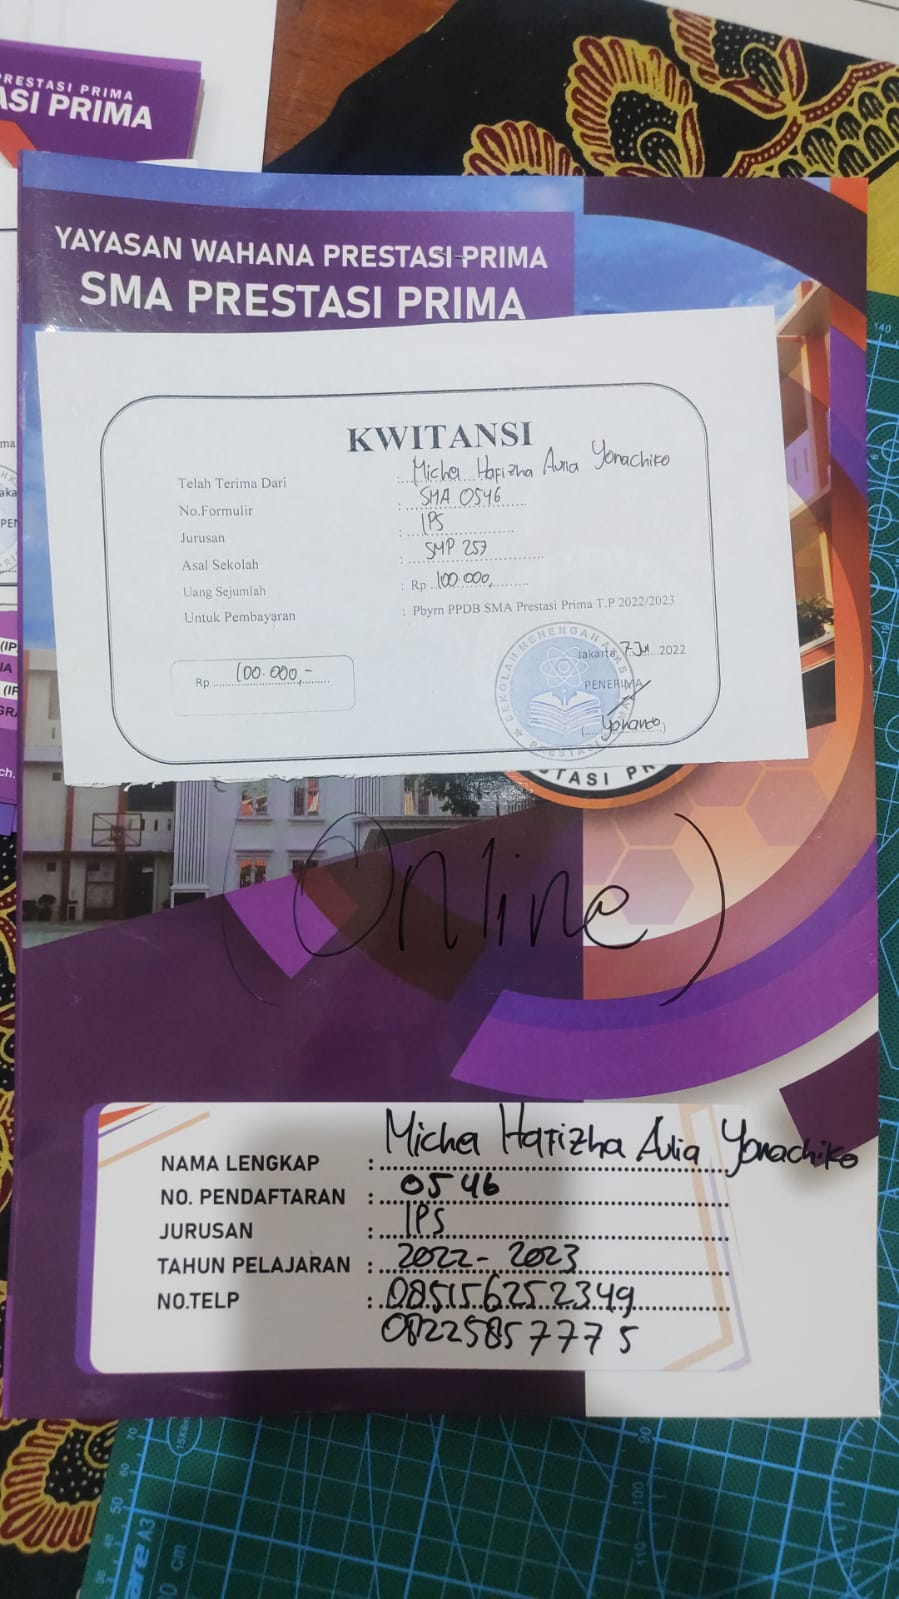 PRESTASI PRIMA
ASI PRIMA
YAYASAN WAHANA PRESTASI PRIMA
SMA PRESTASI PRIMA
KWITANSI
Telah Terima Dari : Micha Hafizha Aulia Yonachiko
No.Formulir : SMA 0546
Jurusan : IPS
Asal Sekolah : SMP 257
Uang Sejumlah : Rp 100.000,
Untuk Pembayaran : Pbyrn PPDB SMA Prestasi Prima T.P 2022/2023
Jakarta, 7 Jul 2022
Rp 100.000,-
PENERIMA
SEKOLAH MENENGAH ATAS
PRESTASI PRIMA
(Online)
NAMA LENGKAP : Micha Hafizha Aulia Yonachiko
NO. PENDAFTARAN : 0546
JURUSAN : IPS
TAHUN PELAJARAN : 2022 - 2023
NO.TELP : 085156252349
082258577775